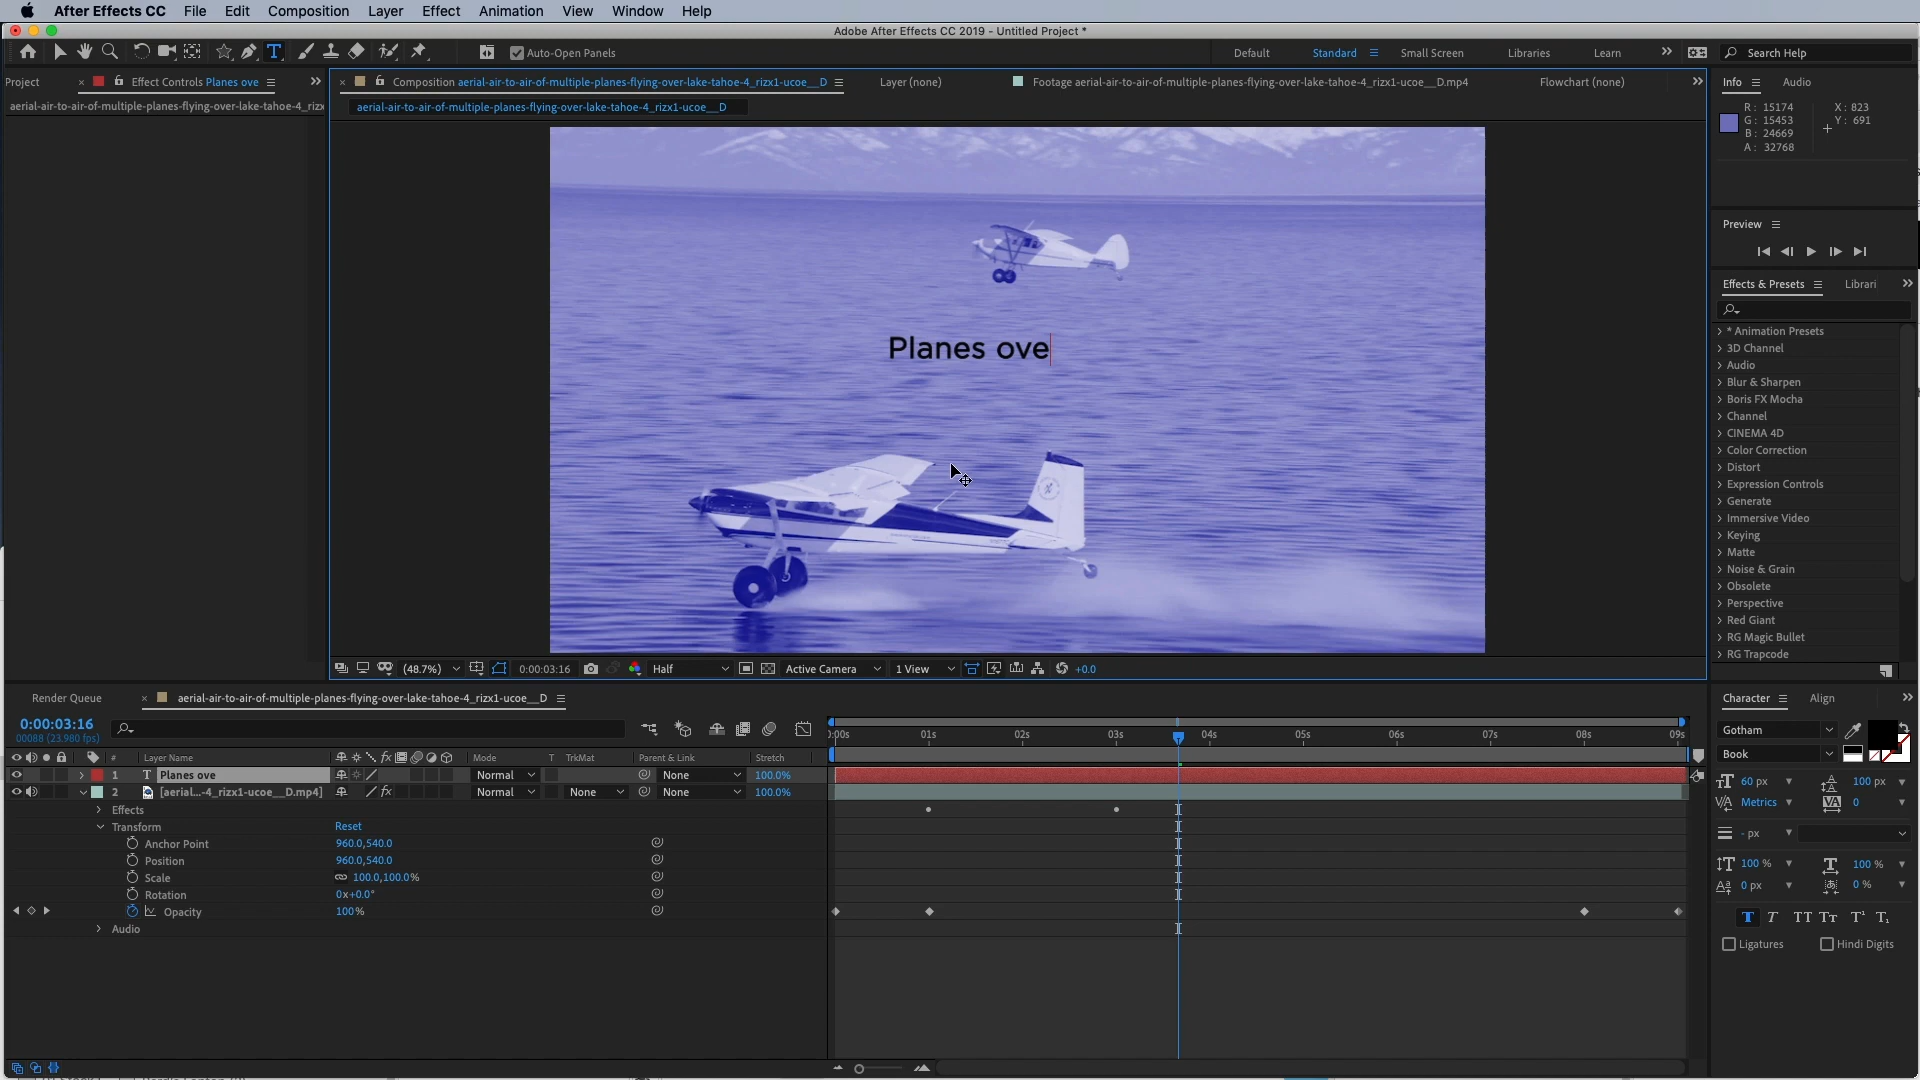 After Effects CC File Edit Composition Layer Effect Animation View Window Help
Adobe After Effects CC 2019 - Untitled Project *
Auto-Open Panels Default Standard Small Screen Libraries Learn Search Help
Project Effect Controls Planes ove
aerial-air-to-air-of-multiple-planes-flying-over-lake-tahoe-4_rizx
Composition aerial-air-to-air-of-multiple-planes-flying-over-lake-tahoe-4_rizx1-ucoe__D Layer (none) Footage aerial-air-to-air-of-multiple-planes-flying-over-lake-tahoe-4_rizx1-ucoe__D.mp4 Flowchart (none)
aerial-air-to-air-of-multiple-planes-flying-over-lake-tahoe-4_rizx1-ucoe__D
Planes ove
(48.7%) 0:00:03:16 Half Active Camera 1 View +0.0
Info Audio
R: 15174 X: 823
G: 15453 Y: 691
B: 24669
A: 32768
Preview
Effects & Presets Librari
* Animation Presets
3D Channel
Audio
Blur & Sharpen
Boris FX Mocha
Channel
CINEMA 4D
Color Correction
Distort
Expression Controls
Generate
Immersive Video
Keying
Matte
Noise & Grain
Obsolete
Perspective
Red Giant
RG Magic Bullet
RG Trapcode
Render Queue aerial-air-to-air-of-multiple-planes-flying-over-lake-tahoe-4_rizx1-ucoe__D
0:00:03:16
00088 (23.980 fps)
:00s 01s 02s 03s 04s 05s 06s 07s 08s 09s
# Layer Name Mode T TrkMat Parent & Link Stretch
1 T Planes ove Normal None 100.0%
2 [aerial...-4_rizx1-ucoe__D.mp4] Normal None None 100.0%
Effects
Transform Reset
Anchor Point 960.0,540.0
Position 960.0,540.0
Scale 100.0,100.0%
Rotation 0x+0.0°
Opacity 100%
Audio
Character Align
Gotham
Book
60 px 100 px
Metrics 0
- px
100 % 100 %
0 px 0 %
T T TT Tт T¹ T₁
Ligatures Hindi Digits